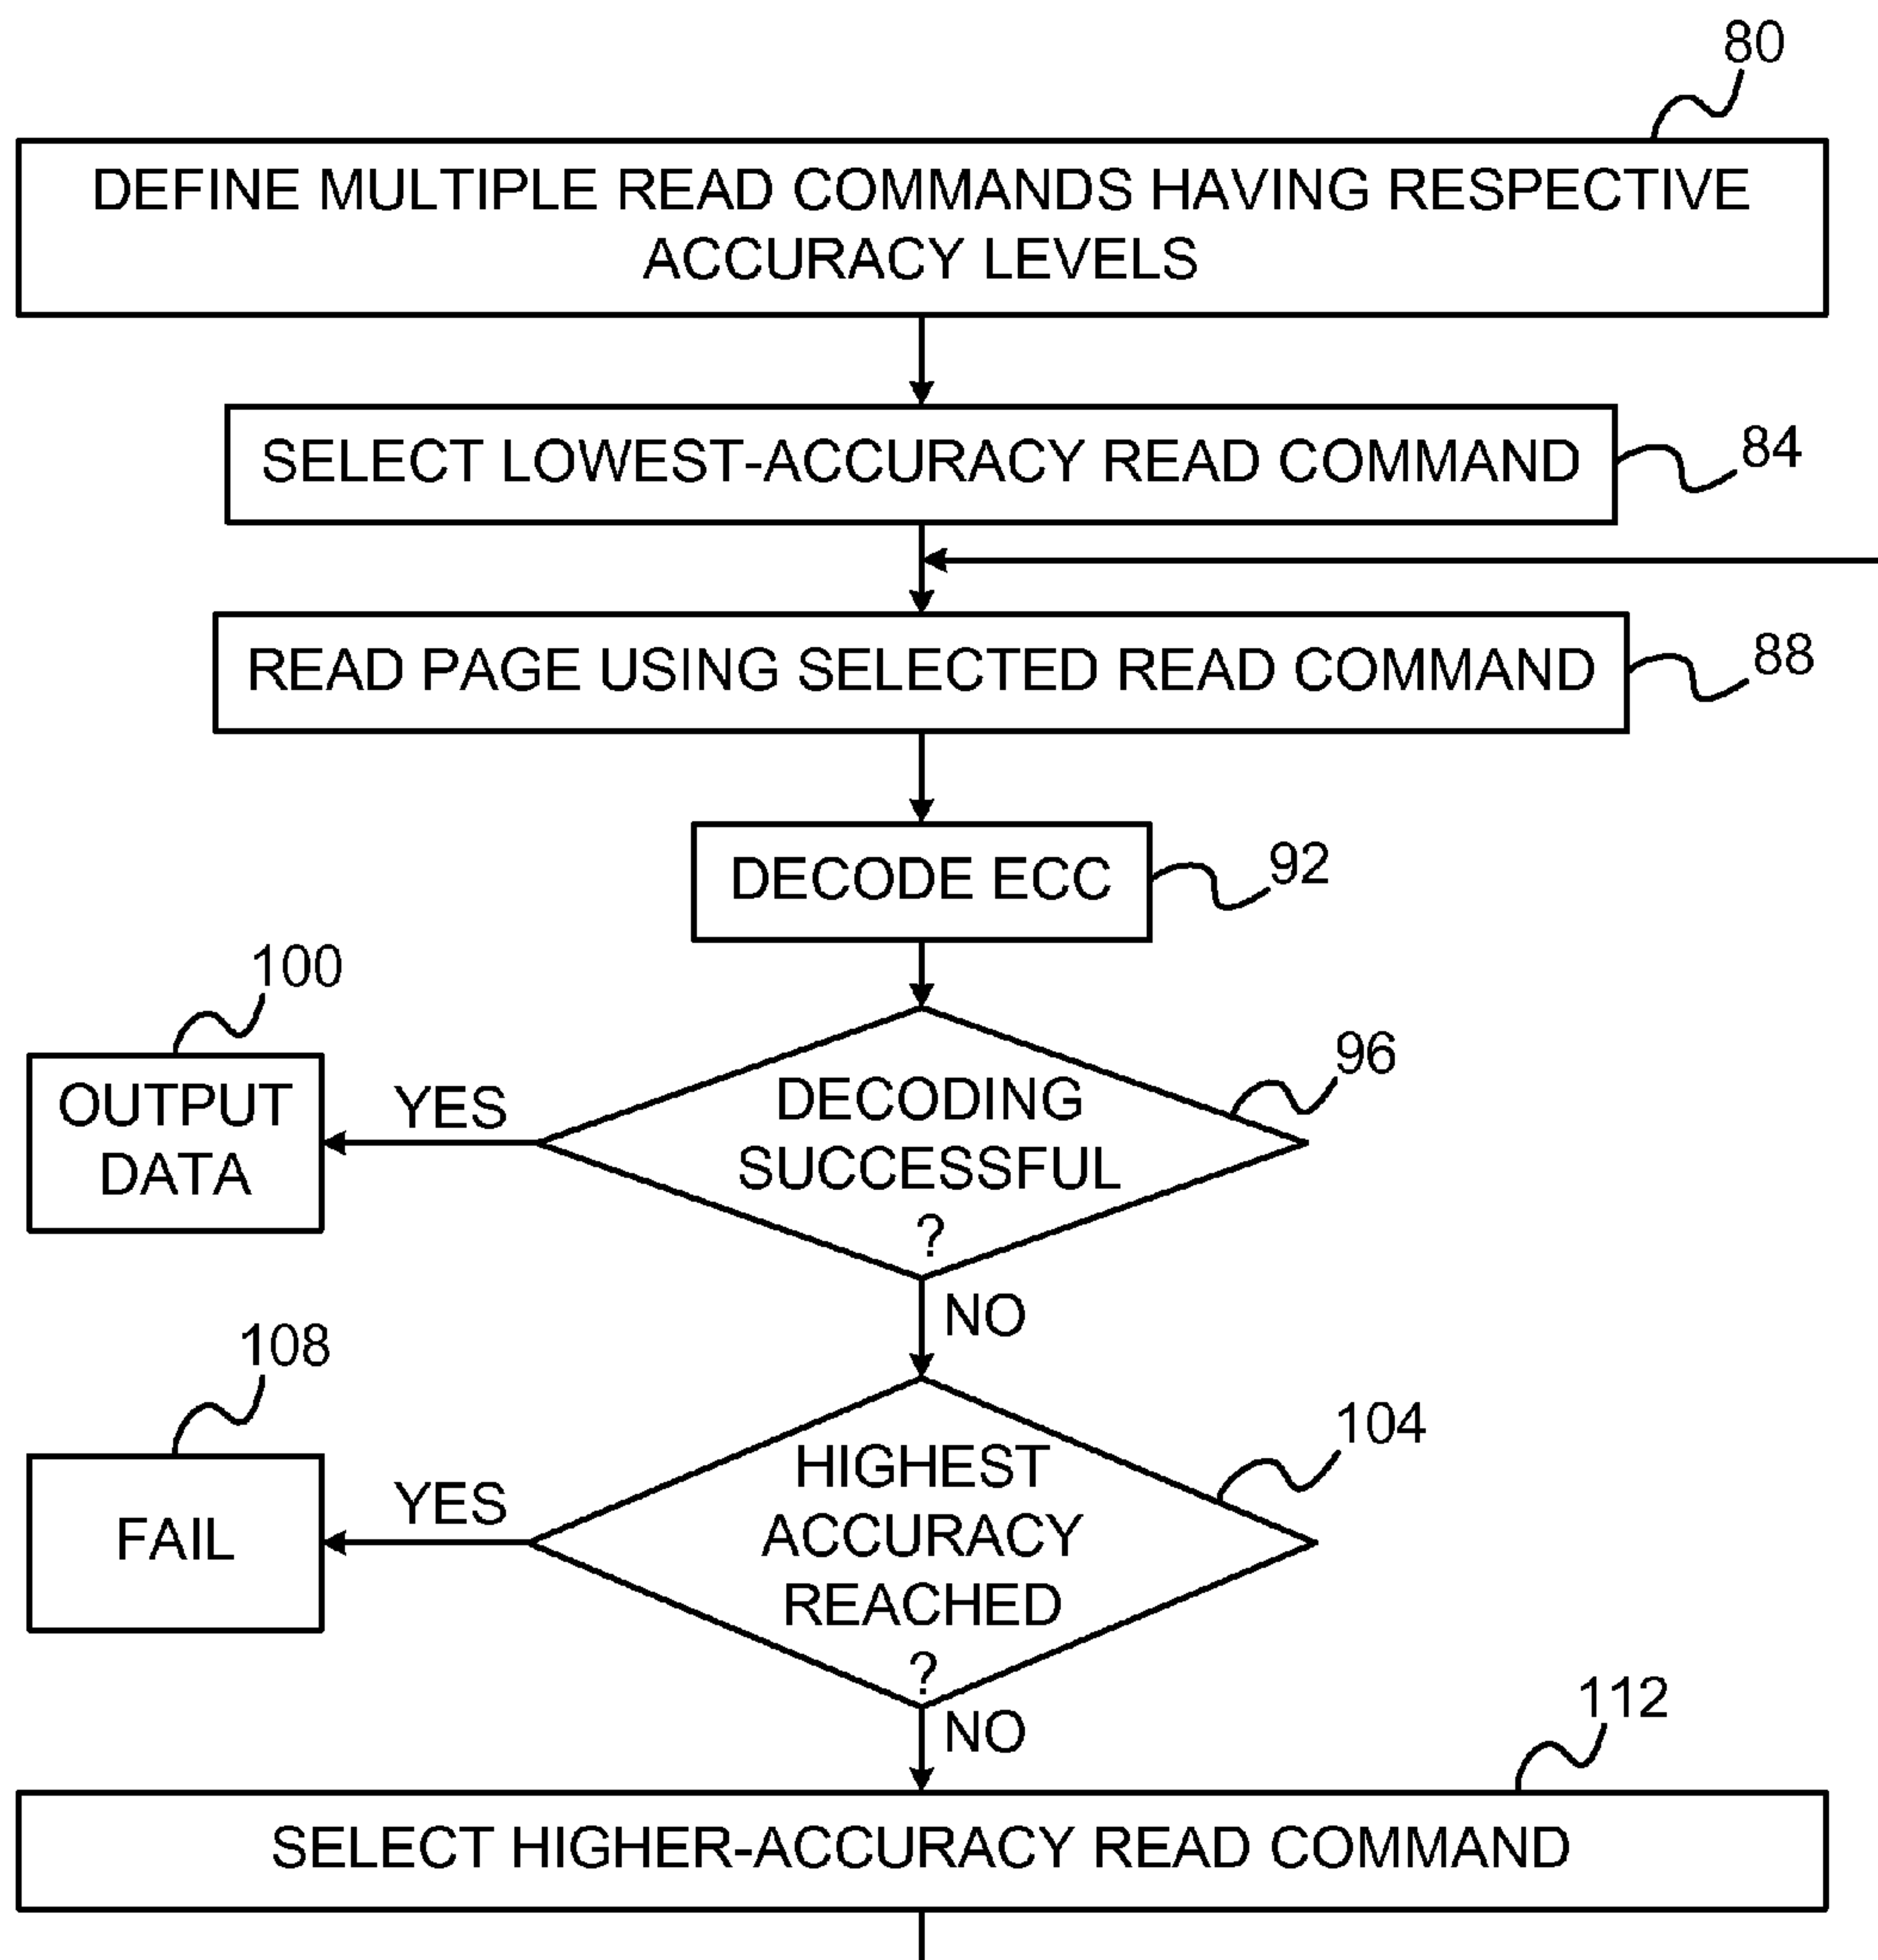 80
DEFINE MULTIPLE READ COMMANDS HAVING RESPECTIVE
ACCURACY LEVELS
SELECT LOWEST-ACCURACY READ COMMAND
84
READ PAGE USING SELECTED READ COMMAND
88
DECODE ECC
92
100
OUTPUT
DATA
YES
DECODING
SUCCESSFUL
?
96
NO
108
FAIL
YES
HIGHEST
ACCURACY
REACHED
?
104
NO
112
SELECT HIGHER-ACCURACY READ COMMAND